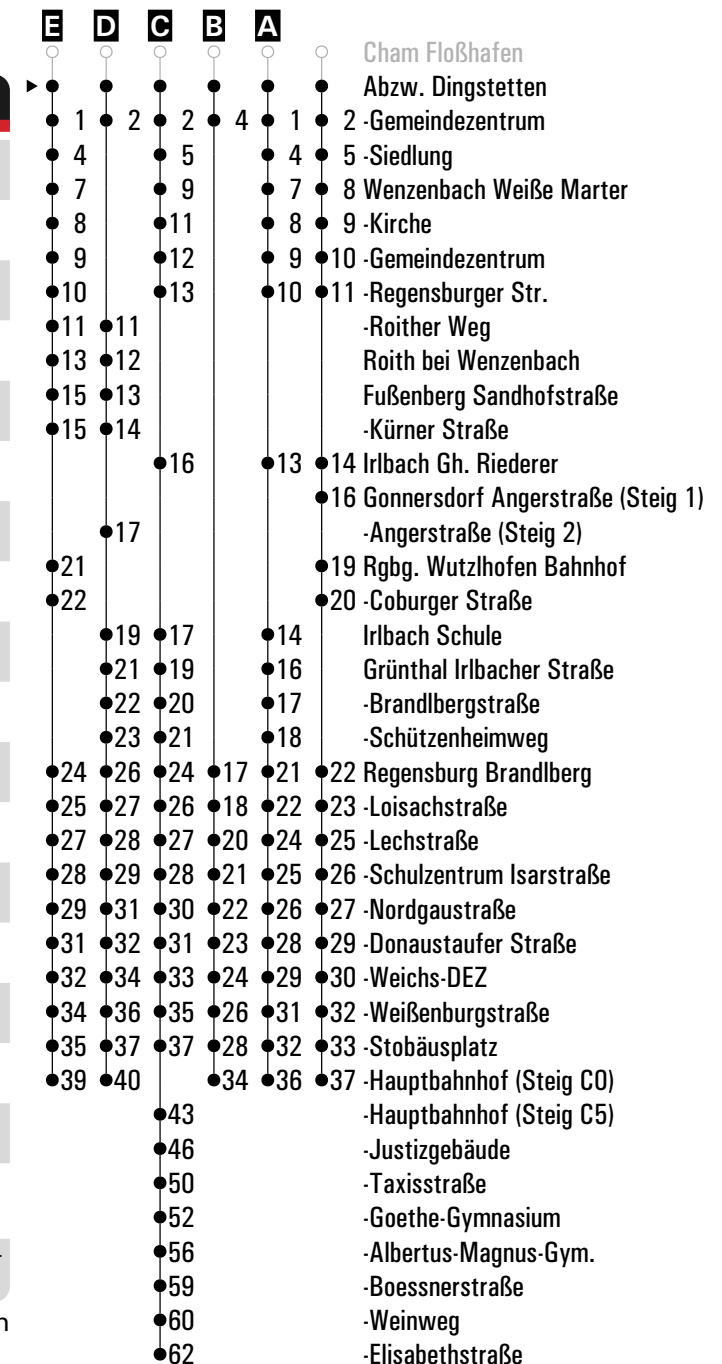 E D C B A
Cham Floßhafen
Abzw. Dingstetten
1 2 2 4 1 2 -Gemeindezentrum
4 5 4 5 -Siedlung
7 9 7 8 Wenzenbach Weiße Marter
8 11 8 9 -Kirche
9 12 9 10 -Gemeindezentrum
10 13 10 11 -Regensburger Str.
11 11 -Roither Weg
13 12 Roith bei Wenzenbach
15 13 Fußenberg Sandhofstraße
15 14 -Kürner Straße
16 13 14 Irlbach Gh. Riederer
16 Gonnersdorf Angerstraße (Steig 1)
17 -Angerstraße (Steig 2)
21 19 Rgbg. Wutzlhofen Bahnhof
22 20 -Coburger Straße
19 17 14 Irlbach Schule
21 19 16 Grünthal Irlbacher Straße
22 20 17 -Brandlbergstraße
23 21 18 -Schützenheimweg
24 26 24 17 21 22 Regensburg Brandlberg
25 27 26 18 22 23 -Loisachstraße
27 28 27 20 24 25 -Lechstraße
28 29 28 21 25 26 -Schulzentrum Isarstraße
29 31 30 22 26 27 -Nordgaustraße
31 32 31 23 28 29 -Donaustaufer Straße
32 34 33 24 29 30 -Weichs-DEZ
34 36 35 26 31 32 -Weißenburgstraße
35 37 37 28 32 33 -Stobäusplatz
39 40 34 36 37 -Hauptbahnhof (Steig C0)
43 -Hauptbahnhof (Steig C5)
46 -Justizgebäude
50 -Taxisstraße
52 -Goethe-Gymnasium
56 -Albertus-Magnus-Gym.
59 -Boessnerstraße
60 -Weinweg
62 -Elisabethstraße